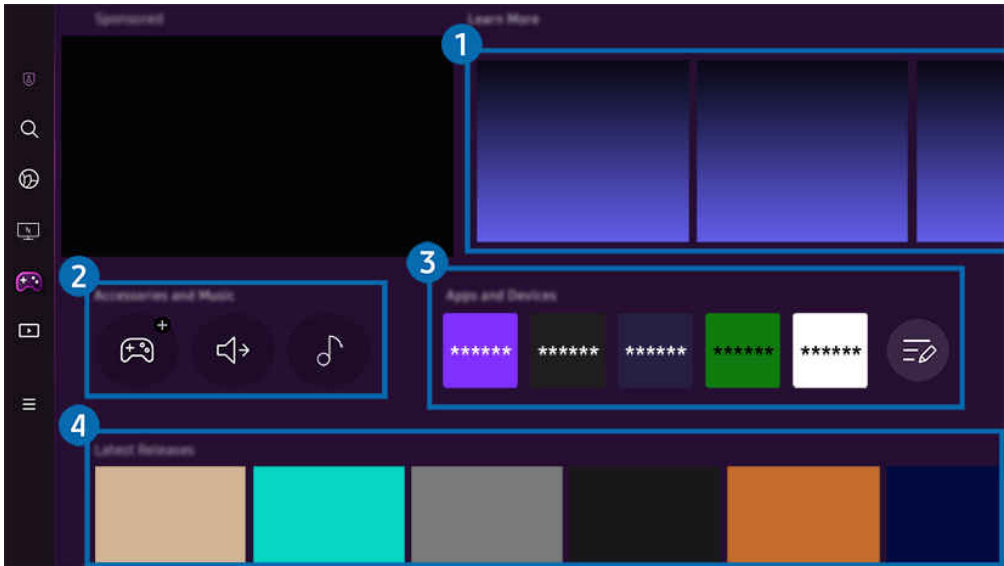 Sponsored
Learn More
1
2
Accessories and Music
3
Apps and Devices
****** ****** ****** ****** ******
4
Latest Releases